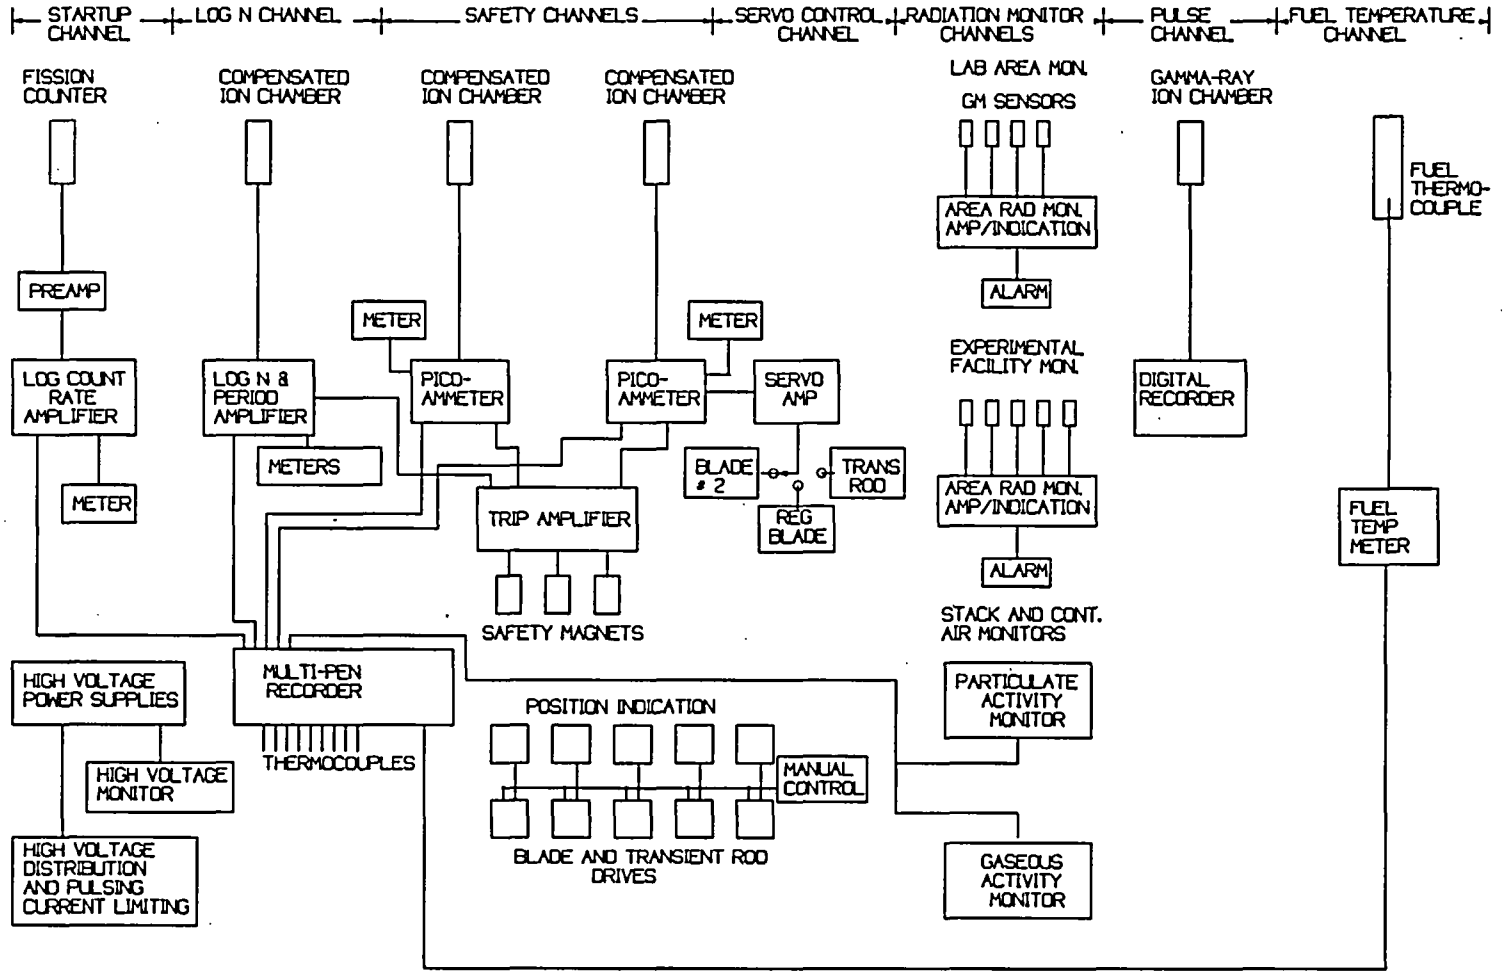 STARTUP
CHANNEL
LOG N CHANNEL
SAFETY CHANNELS
SERVO CONTROL
CHANNEL
RADIATION MONITOR
CHANNELS
PULSE
CHANNEL
FUEL TEMPERATURE
CHANNEL
FISSION
COUNTER
COMPENSATED
ION CHAMBER
COMPENSATED
ION CHAMBER
COMPENSATED
ION CHAMBER
LAB AREA MON.
GM SENSORS
GAMMA-RAY
ION CHAMBER
FUEL
THERMO-
COUPLE
AREA RAD MON.
AMP/INDICATION
ALARM
PREAMP
METER
METER
LOG COUNT
RATE
AMPLIFIER
LOG N &
PERIOD
AMPLIFIER
PICO-
AMMETER
PICO-
AMMETER
SERVO
AMP
EXPERIMENTAL
FACILITY MON.
DIGITAL
RECORDER
METER
METERS
BLADE
# 2
TRANS
ROD
REG
BLADE
AREA RAD MON.
AMP/INDICATION
ALARM
FUEL
TEMP
METER
TRIP AMPLIFIER
SAFETY MAGNETS
STACK AND CONT.
AIR MONITORS
HIGH VOLTAGE
POWER SUPPLIES
MULTI-PEN
RECORDER
THERMOCOUPLES
POSITION INDICATION
PARTICULATE
ACTIVITY
MONITOR
HIGH VOLTAGE
MONITOR
MANUAL
CONTROL
HIGH VOLTAGE
DISTRIBUTION
AND PULSING
CURRENT LIMITING
BLADE AND TRANSIENT ROD
DRIVES
GASEOUS
ACTIVITY
MONITOR